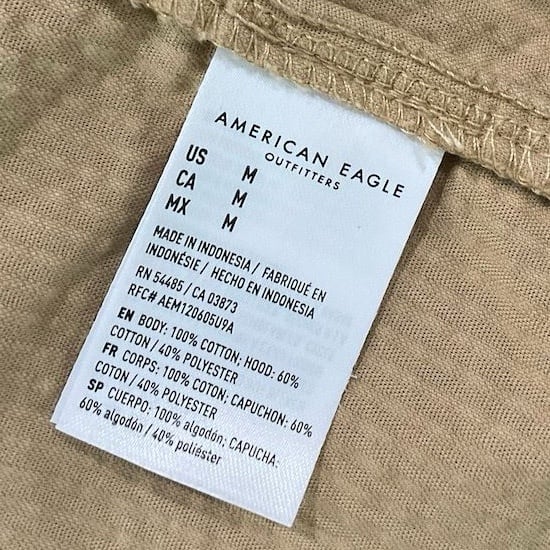 AMERICAN EAGLE
OUTFITTERS
US M
CA M
MX M
MADE IN INDONESIA / FABRIQUÉ EN
INDONÉSIE / HECHO EN INDONESIA
RN 54485 / CA 03873
RFC# AEM120605U9A
EN BODY: 100% COTTON; HOOD: 60%
COTTON / 40% POLYESTER
FR CORPS: 100% COTON; CAPUCHON: 60%
COTON / 40% POLYESTER
SP CUERPO: 100% algodón; CAPUCHA:
60% algodón / 40% poliéster